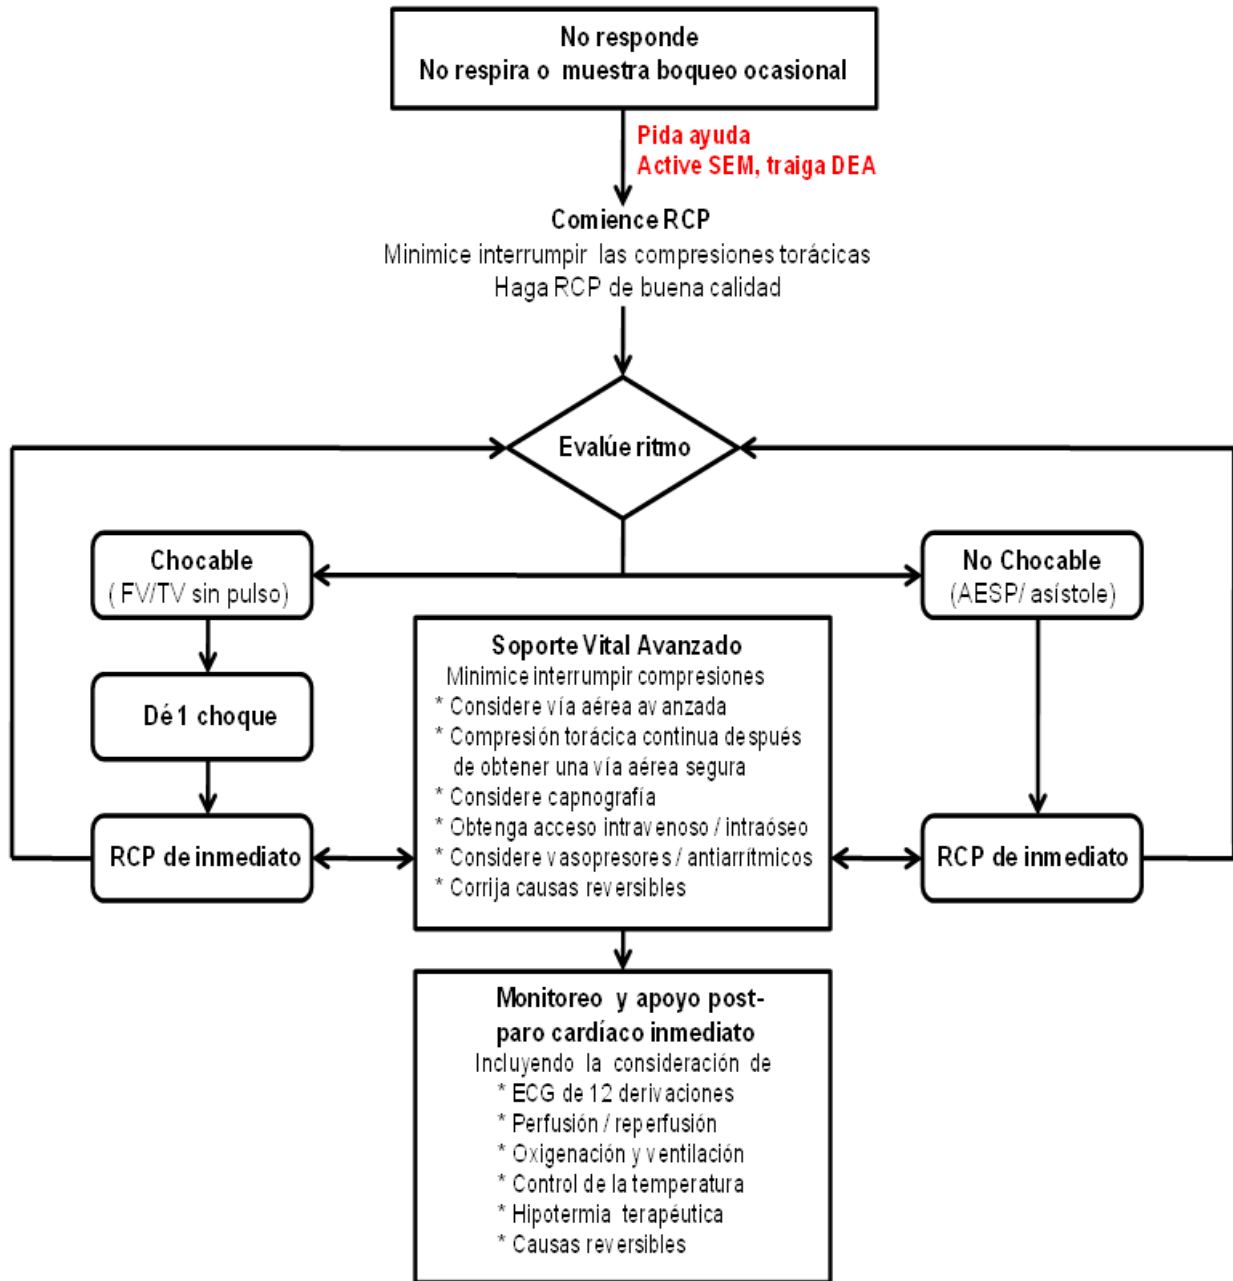 No responde
No respira o muestra boqueo ocasional
Pida ayuda
Active SEM, traiga DEA
Comience RCP
Minimice interrumpir las compresiones torácicas
Haga RCP de buena calidad
Evalúe ritmo
Chocable
( FV/TV sin pulso)
No Chocable
(AESP/ asístole)
Dé 1 choque
RCP de inmediato
Soporte Vital Avanzado
Minimice interrumpir compresiones
* Considere vía aérea avanzada
* Compresión torácica continua después
de obtener una vía aérea segura
* Considere capnografía
* Obtenga acceso intravenoso / intraóseo
* Considere vasopresores / antiarrítmicos
* Corrija causas reversibles
RCP de inmediato
Monitoreo y apoyo post-
paro cardíaco inmediato
Incluyendo la consideración de
* ECG de 12 derivaciones
* Perfusión / reperfusión
* Oxigenación y ventilación
* Control de la temperatura
* Hipotermia terapéutica
* Causas reversibles